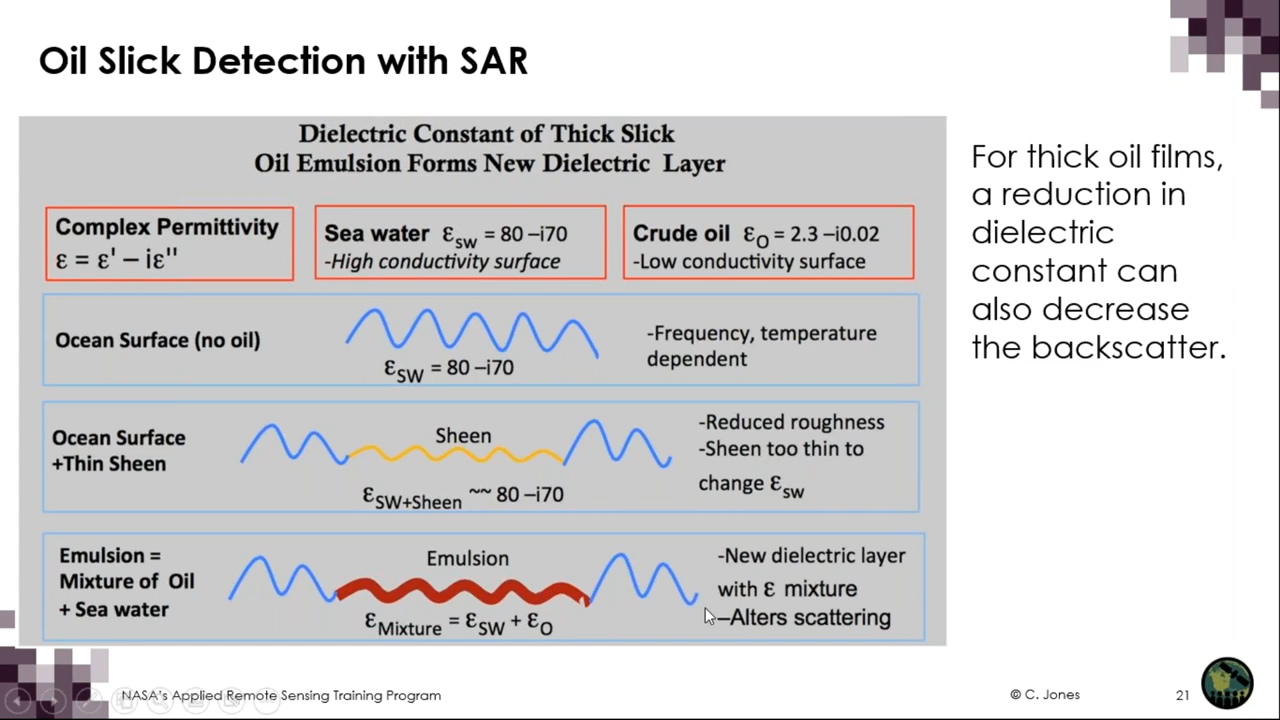 Oil Slick Detection with SAR
Dielectric Constant of Thick Slick
Oil Emulsion Forms New Dielectric Layer
Complex Permittivity
ε = ε' – iε"
Sea water εsw = 80 –i70
-High conductivity surface
Crude oil εO = 2.3 –i0.02
-Low conductivity surface
Ocean Surface (no oil)
εSW = 80 –i70
-Frequency, temperature
dependent
Ocean Surface
+Thin Sheen
Sheen
εSW+Sheen ~~ 80 –i70
-Reduced roughness
-Sheen too thin to
change εsw
Emulsion =
Mixture of Oil
+ Sea water
Emulsion
εMixture = εSW + εO
-New dielectric layer
with ε mixture
–Alters scattering
For thick oil films,
a reduction in
dielectric
constant can
also decrease
the backscatter.
NASA's Applied Remote Sensing Training Program
© C. Jones
21